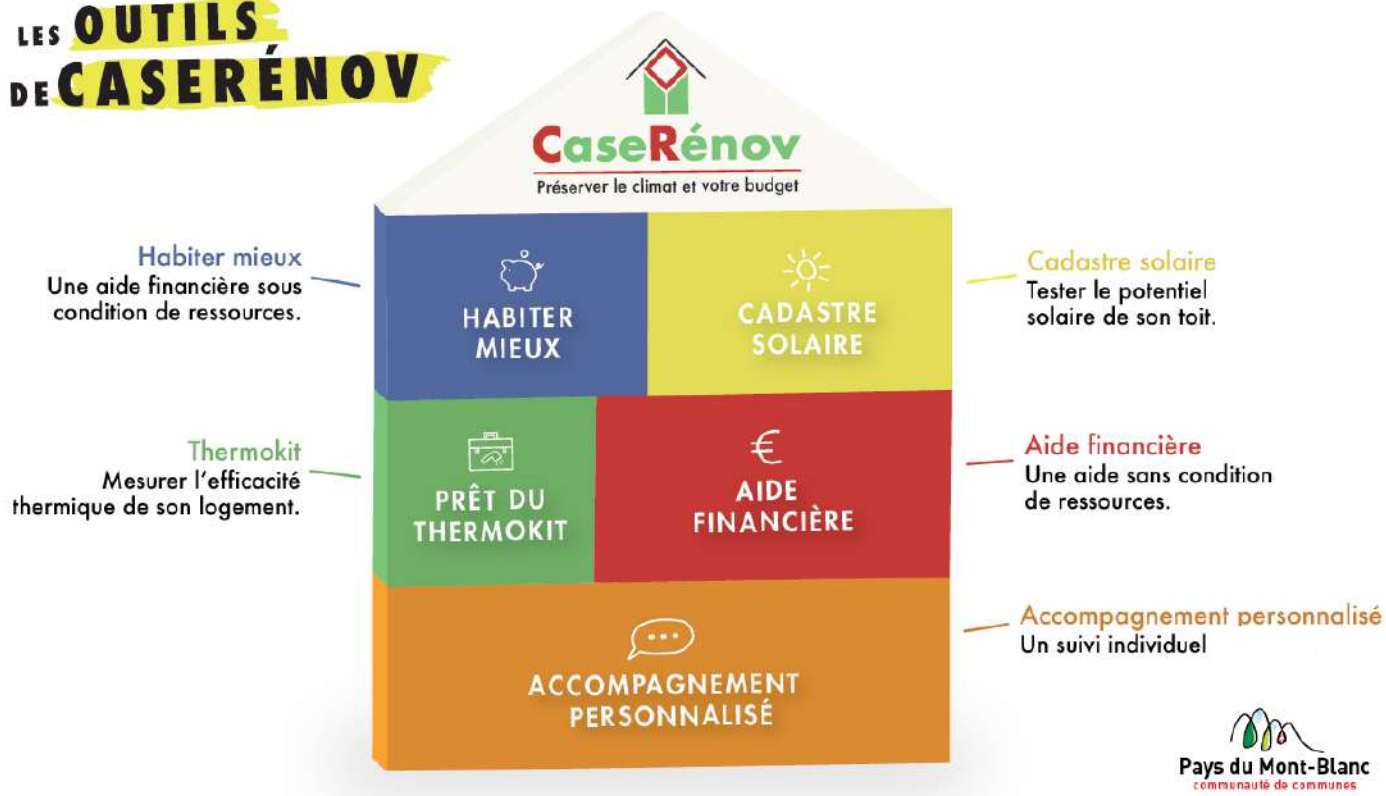 LES OUTILS
DE CASERÉNOV
CaseRénov
Préserver le climat et votre budget
Habiter mieux
Une aide financière sous
condition de ressources.
HABITER
MIEUX
CADASTRE
SOLAIRE
Cadastre solaire
Tester le potentiel
solaire de son toit.
Thermokit
Mesurer l'efficacité
thermique de son logement.
PRÊT DU
THERMOKIT
€
AIDE
FINANCIÈRE
Aide financière
Une aide sans condition
de ressources.
ACCOMPAGNEMENT
PERSONNALISÉ
Accompagnement personnalisé
Un suivi individuel
Pays du Mont-Blanc
communauté de communes